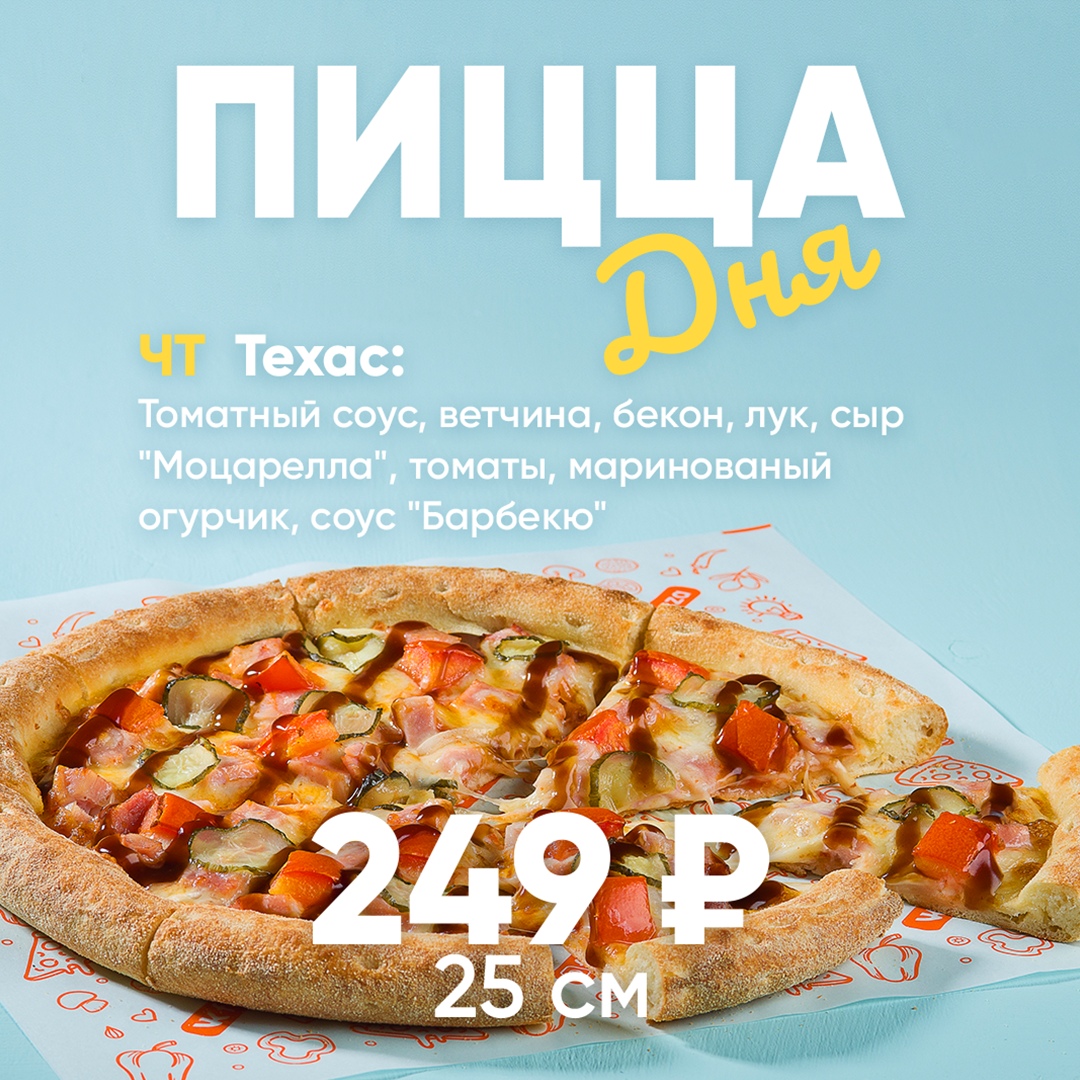 ПИЦЦА
Дня
ЧТ Техас:
Томатный соус, ветчина, бекон, лук, сыр
"Моцарелла", томаты, маринованый
огурчик, соус "Барбекю"
249 ₽
25 см